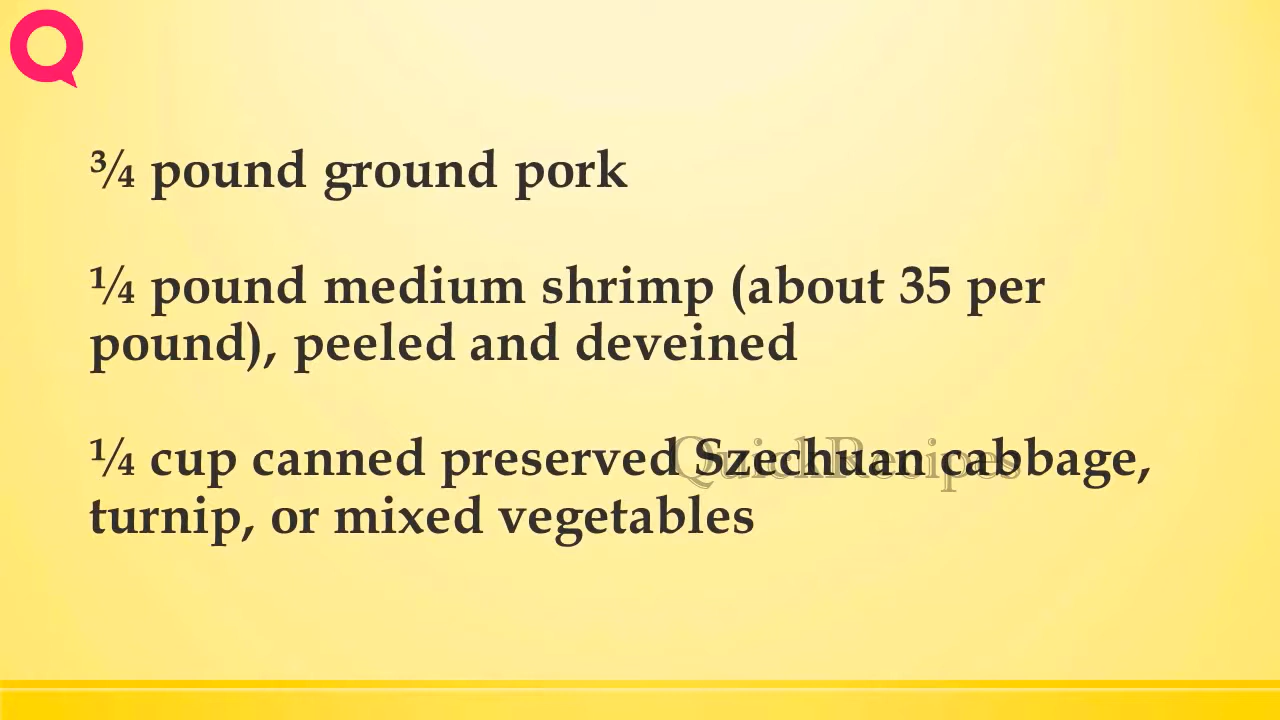 ¾ pound ground pork
¼ pound medium shrimp (about 35 per
pound), peeled and deveined
¼ cup canned preserved Szechuan cabbage,
turnip, or mixed vegetables
QuickRecipes